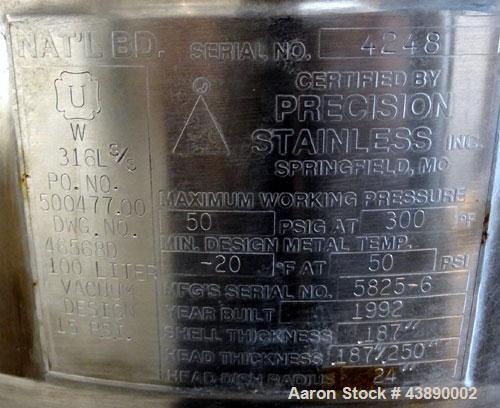 NAT'L BD. SERIAL NO. 4248
U
W
316L S/S
PO. NO.
500477.00
DWG. NO.
46568D
100 LITER
VACUUM
DESIGN
15 PSI.
CERTIFIED BY
PRECISION
STAINLESS INC.
SPRINGFIELD, MO
MAXIMUM WORKING PRESSURE
50 PSIG AT 300 °F
MIN. DESIGN METAL TEMP.
-20 °F AT 50 PSI
MFG'S SERIAL NO. 5825-6
YEAR BUILT 1992
SHELL THICKNESS .187"
HEAD THICKNESS .187/.250"
HEAD DISH RADIUS 24"
Aaron Stock # 43890002